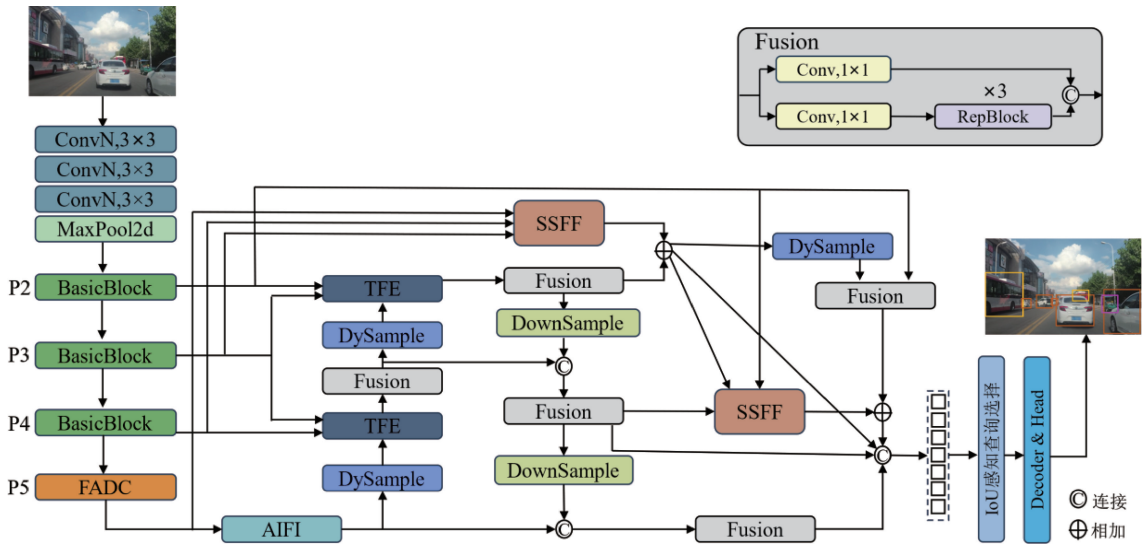 Fusion
Conv,1×1
×3
Conv,1×1
RepBlock
C
ConvN,3×3
ConvN,3×3
ConvN,3×3
MaxPool2d
SSFF
DySample
P2
BasicBlock
TFE
Fusion
Fusion
DySample
DownSample
P3
BasicBlock
C
Fusion
P4
BasicBlock
TFE
Fusion
SSFF
C
DySample
DownSample
P5
FADC
AIFI
C
Fusion
IoU感知查询选择
Decoder & Head
C 连接
相加